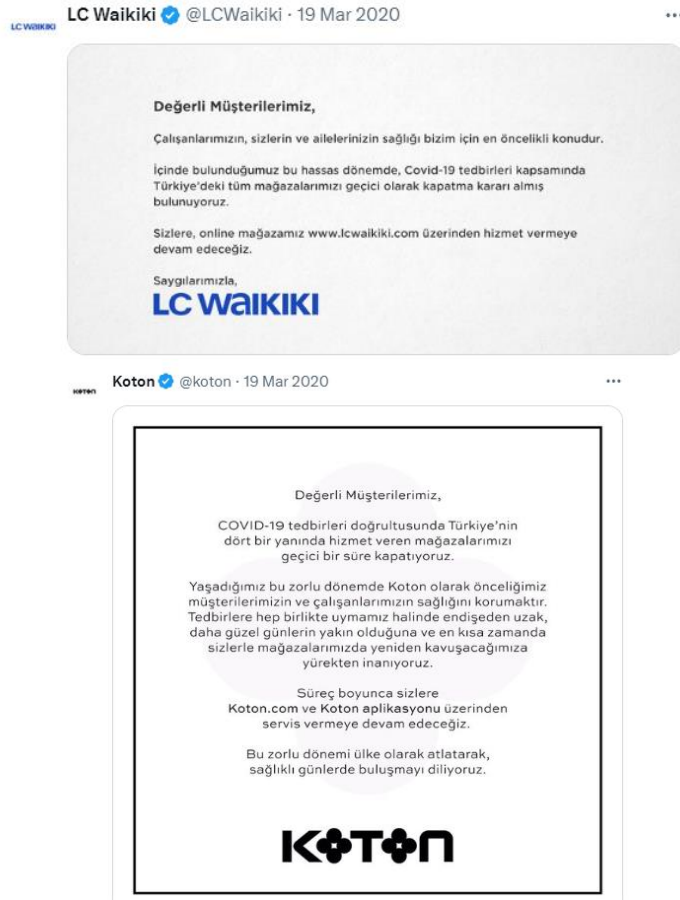 LC WAIKIKI
LC Waikiki @LCWaikiki · 19 Mar 2020
Değerli Müşterilerimiz,
Çalışanlarımızın, sizlerin ve ailelerinizin sağlığı bizim için en öncelikli konudur.
İçinde bulunduğumuz bu hassas dönemde, Covid-19 tedbirleri kapsamında
Türkiye'deki tüm mağazalarımızı geçici olarak kapatma kararı almış
bulunuyoruz.
Sizlere, online mağazamız www.lcwaikiki.com üzerinden hizmet vermeye
devam edeceğiz.
Saygılarımızla,
LC WAIKIKI
KOTON
Koton @koton · 19 Mar 2020
Değerli Müşterilerimiz,
COVID-19 tedbirleri doğrultusunda Türkiye'nin
dört bir yanında hizmet veren mağazalarımızı
geçici bir süre kapatıyoruz.
Yaşadığımız bu zorlu dönemde Koton olarak önceliğimiz
müşterilerimizin ve çalışanlarımızın sağlığını korumaktır.
Tedbirlere hep birlikte uymamız halinde endişeden uzak,
daha güzel günlerin yakın olduğuna ve en kısa zamanda
sizlerle mağazalarımızda yeniden kavuşacağımıza
yürekten inanıyoruz.
Süreç boyunca sizlere
Koton.com ve Koton aplikasyonu üzerinden
servis vermeye devam edeceğiz.
Bu zorlu dönemi ülke olarak atlatarak,
sağlıklı günlerde buluşmayı diliyoruz.
KOTON